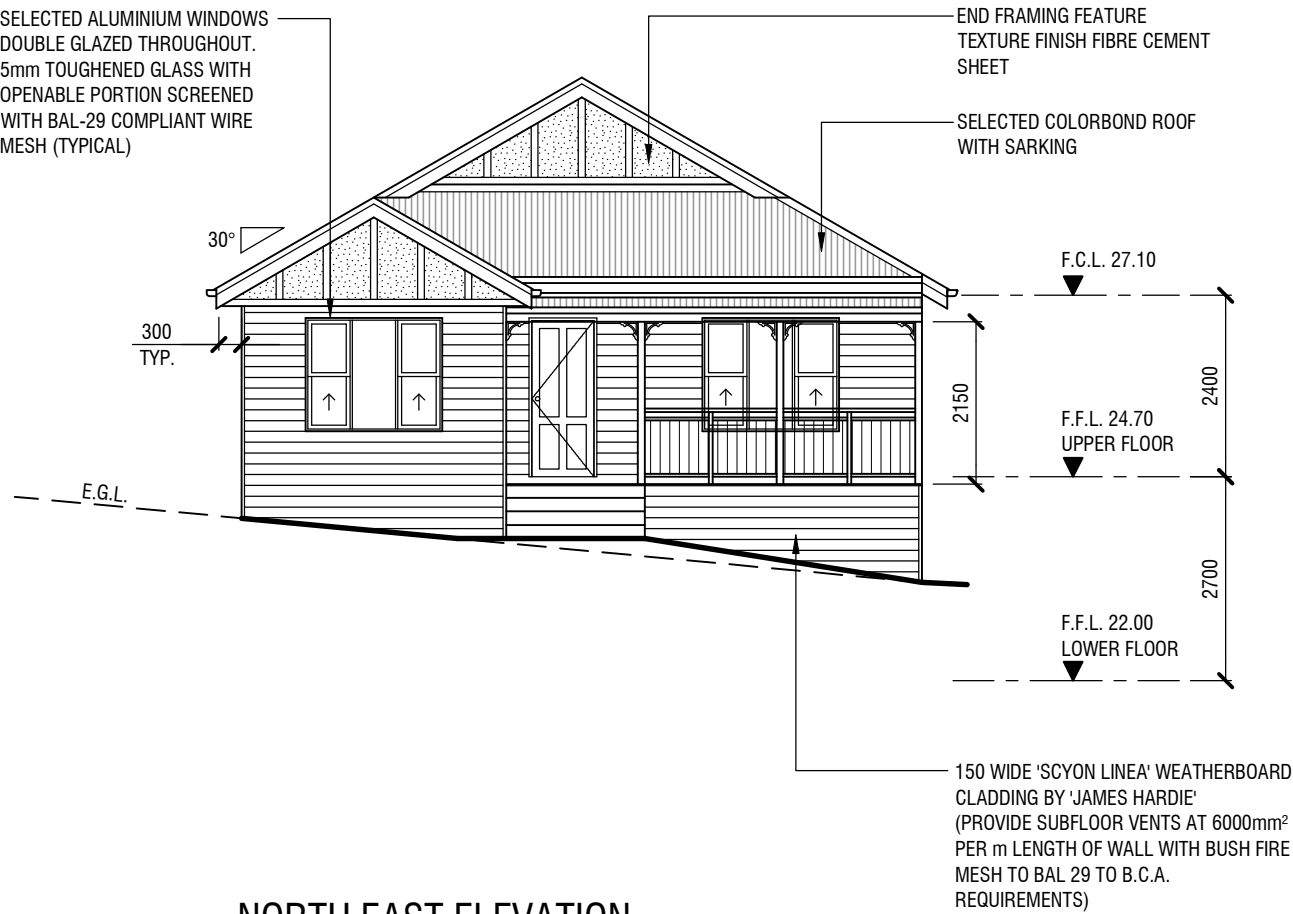 SELECTED ALUMINIUM WINDOWS
DOUBLE GLAZED THROUGHOUT.
5mm TOUGHENED GLASS WITH
OPENABLE PORTION SCREENED
WITH BAL-29 COMPLIANT WIRE
MESH (TYPICAL)
END FRAMING FEATURE
TEXTURE FINISH FIBRE CEMENT
SHEET
SELECTED COLORBOND ROOF
WITH SARKING
30°
300
TYP.
E.G.L.
F.C.L. 27.10
2150
2400
F.F.L. 24.70
UPPER FLOOR
2700
F.F.L. 22.00
LOWER FLOOR
150 WIDE 'SCYON LINEA' WEATHERBOARD
CLADDING BY 'JAMES HARDIE'
(PROVIDE SUBFLOOR VENTS AT 6000mm²
PER m LENGTH OF WALL WITH BUSH FIRE
MESH TO BAL 29 TO B.C.A.
REQUIREMENTS)
NORTH EAST ELEVATION